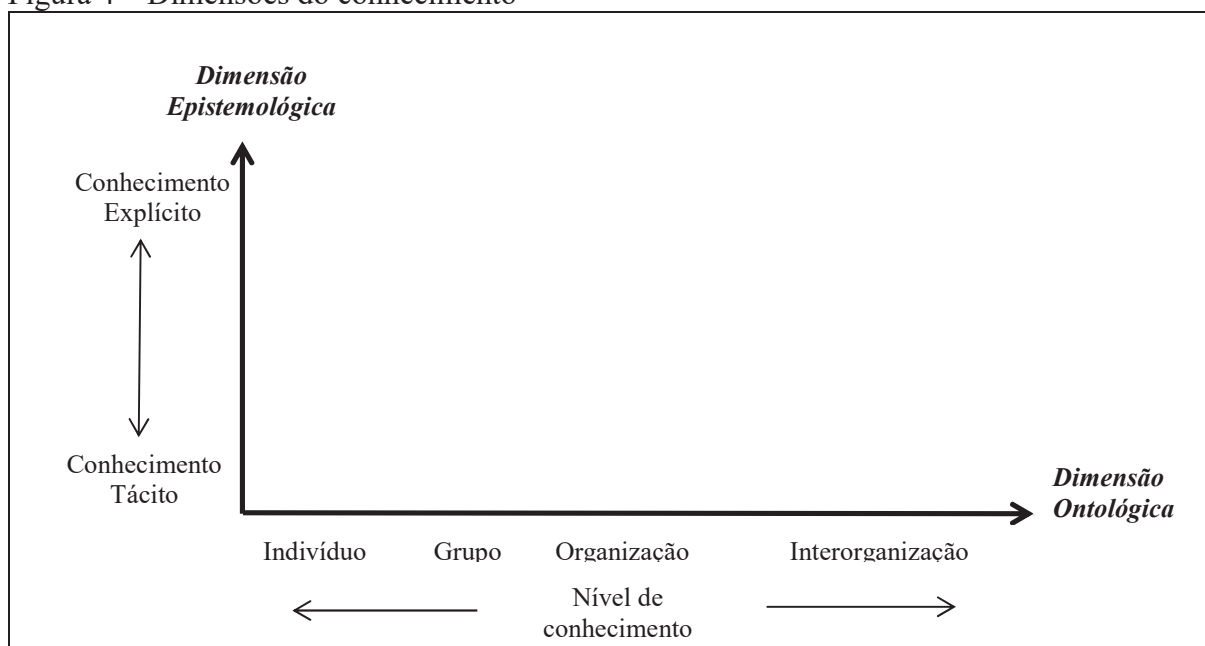 Figura 4 – Dimensões do conhecimento
Dimensão
Epistemológica
Conhecimento
Explícito
Conhecimento
Tácito
Dimensão
Ontológica
Indivíduo Grupo Organização Interorganização
Nível de
conhecimento